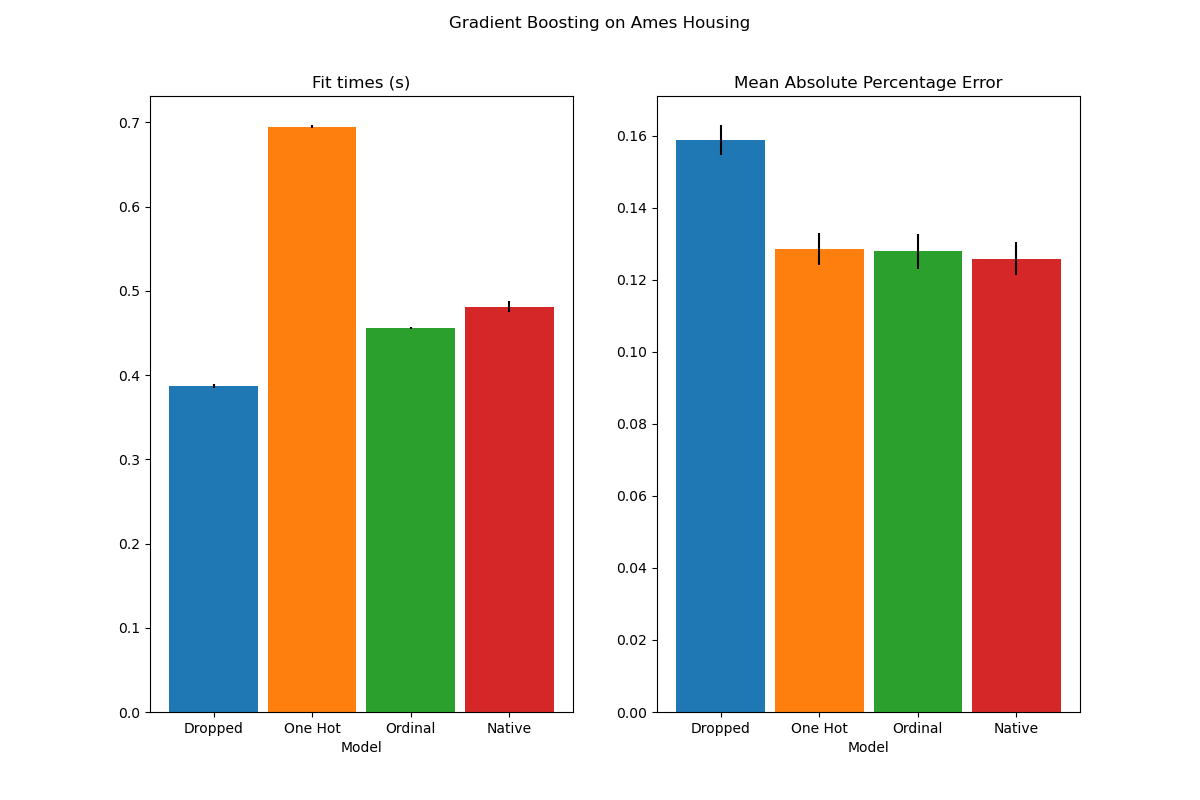 Gradient Boosting on Ames Housing
Fit times (s)
0.7
0.6
0.5
0.4
0.3
0.2
0.1
0.0
Dropped One Hot Ordinal Native
Model
Mean Absolute Percentage Error
0.16
0.14
0.12
0.10
0.08
0.06
0.04
0.02
0.00
Dropped One Hot Ordinal Native
Model